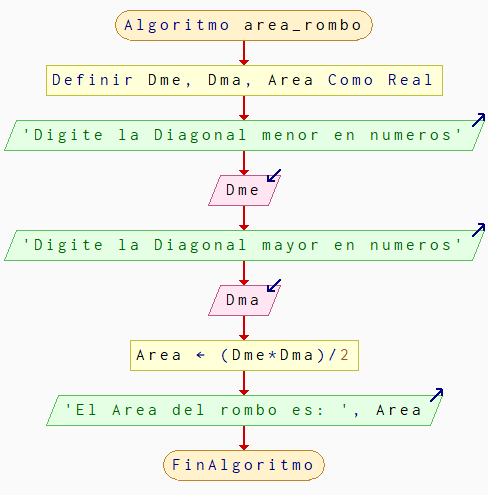 Algoritmo area_rombo
Definir Dme, Dma, Area Como Real
'Digite la Diagonal menor en numeros'
Dme
'Digite la Diagonal mayor en numeros'
Dma
Area ← (Dme*Dma)/2
'El Area del rombo es: ', Area
FinAlgoritmo